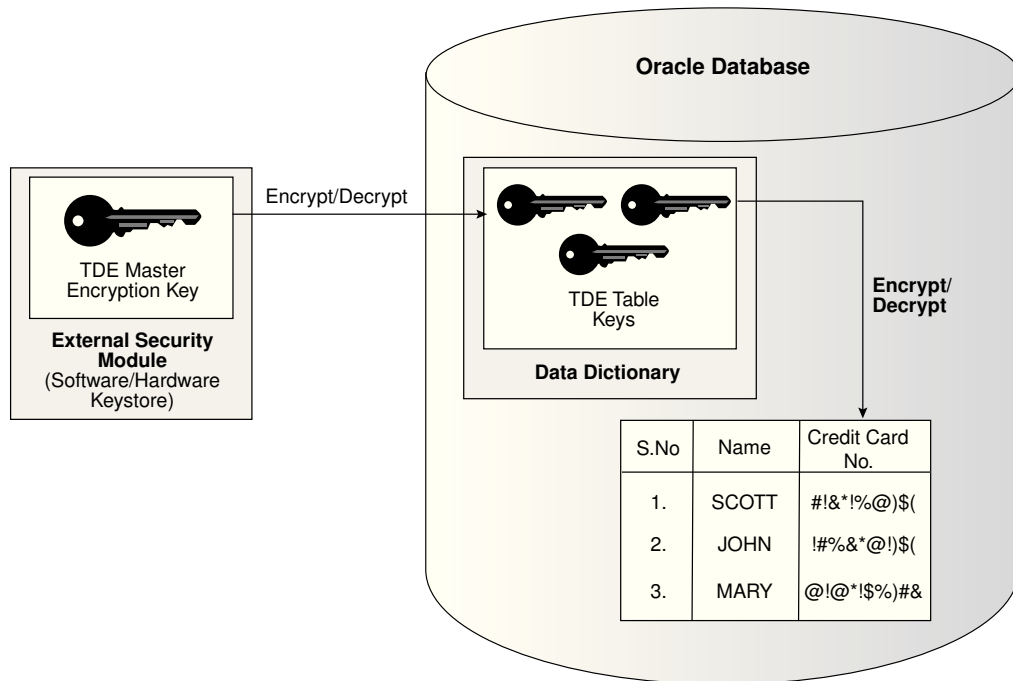 Oracle Database
TDE Master
Encryption Key
External Security
Module
(Software/Hardware
Keystore)
Encrypt/Decrypt
TDE Table
Keys
Data Dictionary
Encrypt/
Decrypt
S.No Name Credit Card
No.
1. SCOTT #!&*!%@)$(
2. JOHN !#%&*@!)$(
3. MARY @!@*!$%)#&